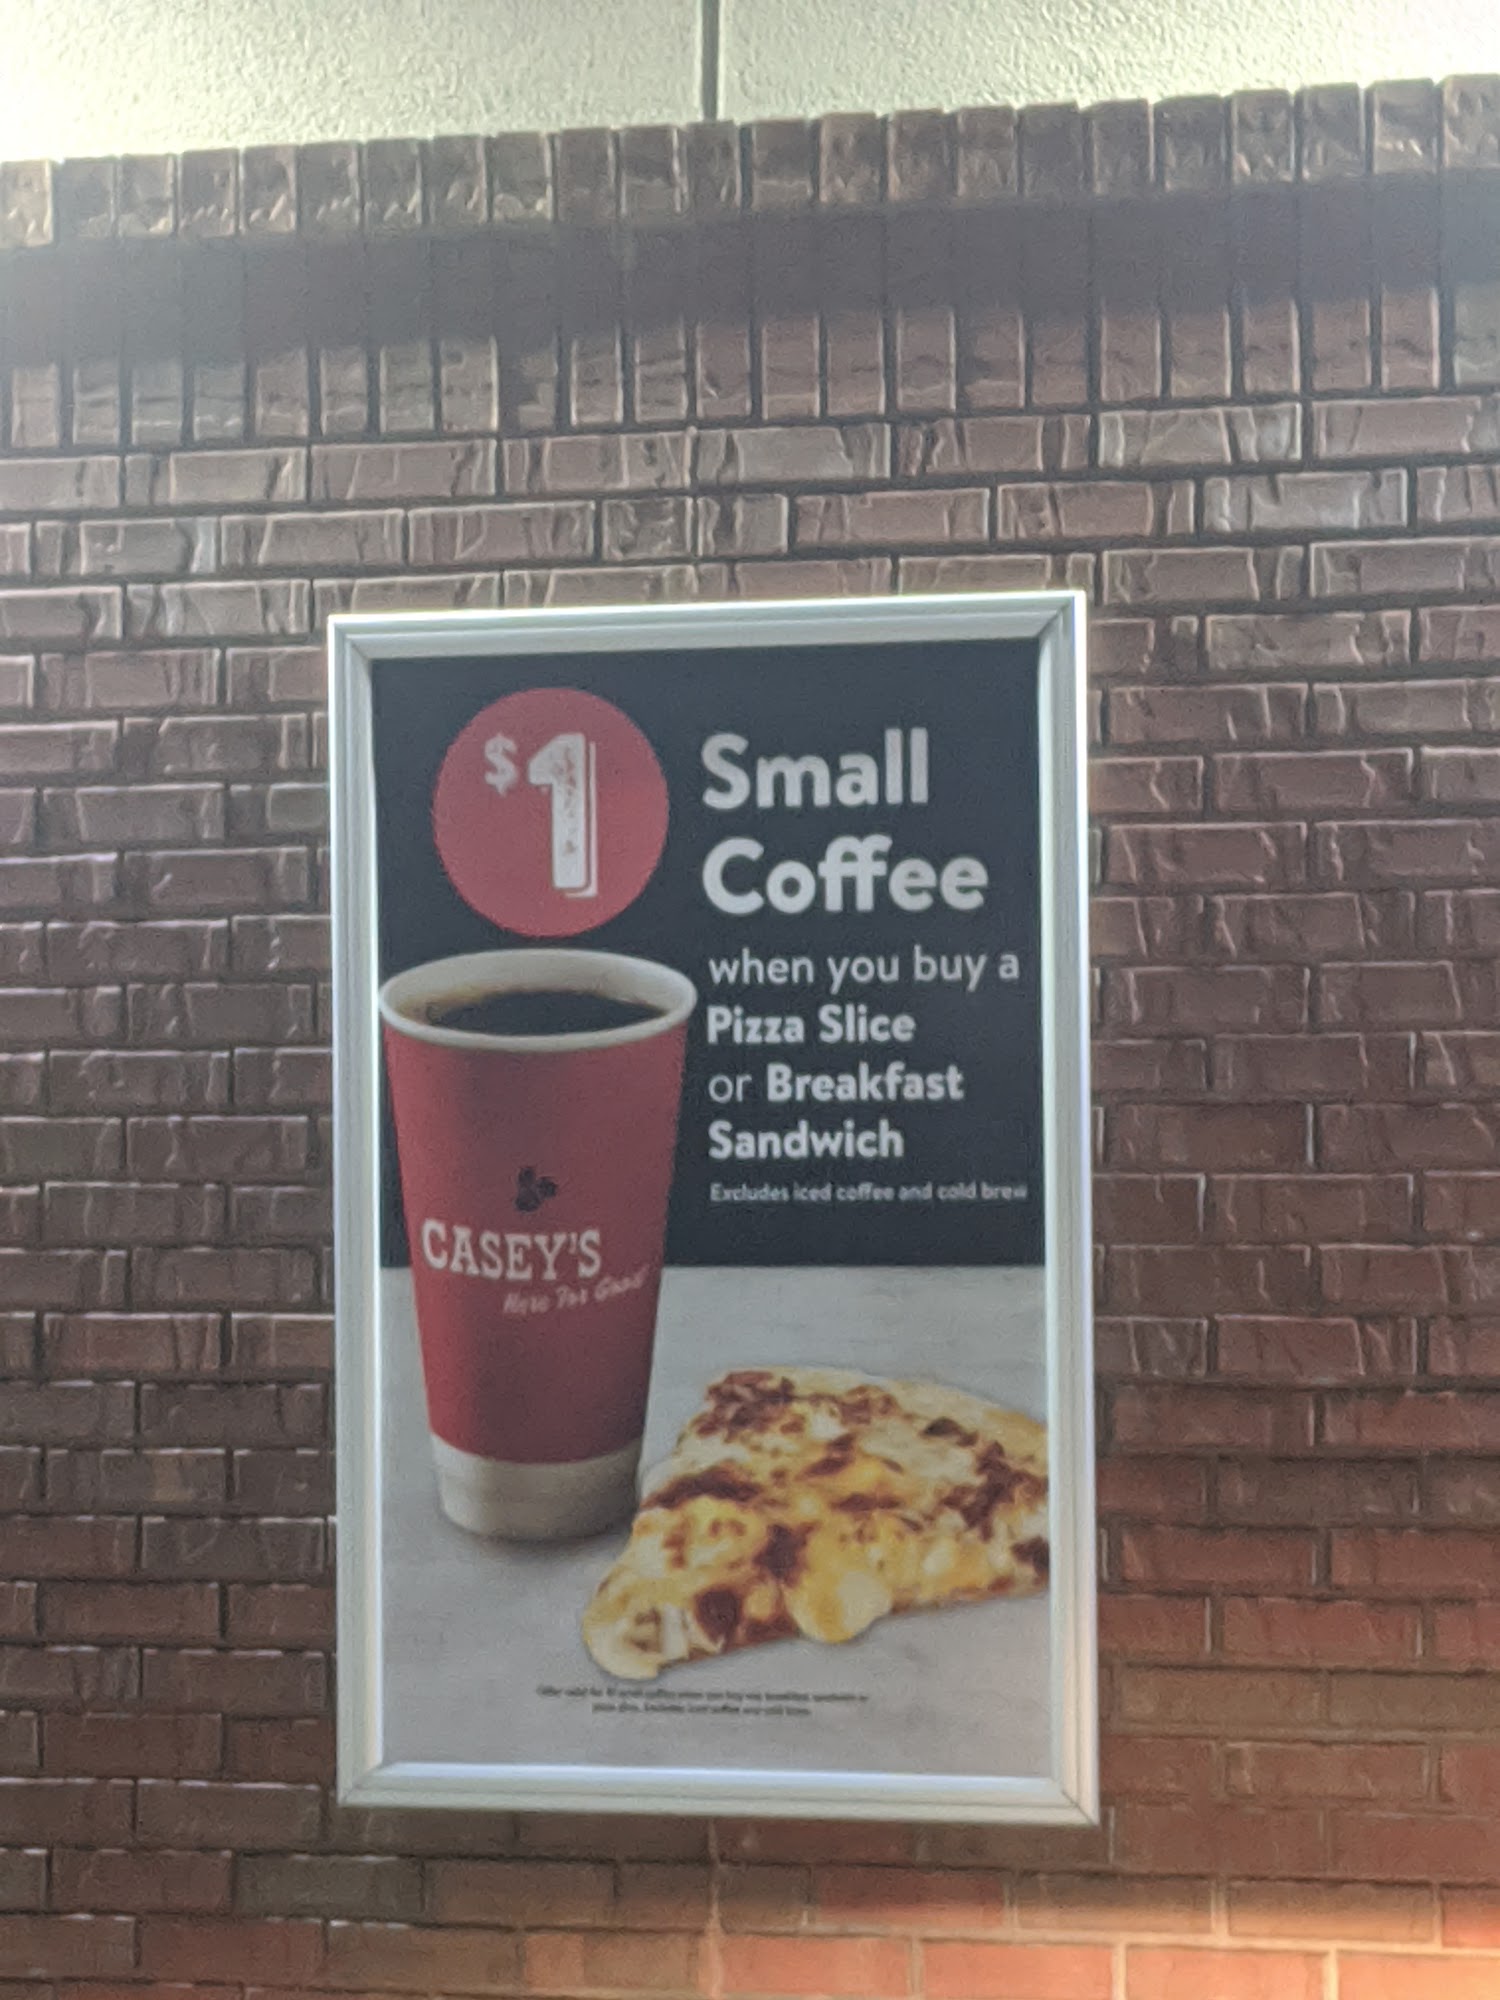 $1
Small
Coffee
when you buy a
Pizza Slice
or Breakfast
Sandwich
Excludes iced coffee and cold brew
CASEY'S
Here For Good